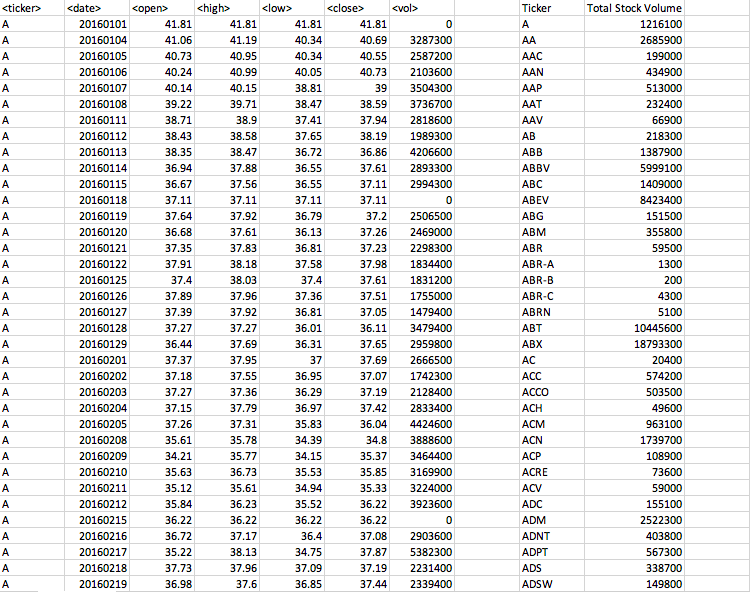 <ticker> <date> <open> <high> <low> <close> <vol> Ticker Total Stock Volume
A 20160101 41.81 41.81 41.81 41.81 0 A 1216100
A 20160104 41.06 41.19 40.34 40.69 3287300 AA 2685900
A 20160105 40.73 40.95 40.34 40.55 2587200 AAC 199000
A 20160106 40.24 40.99 40.05 40.73 2103600 AAN 434900
A 20160107 40.14 40.15 38.81 39 3504300 AAP 513000
A 20160108 39.22 39.71 38.47 38.59 3736700 AAT 232400
A 20160111 38.71 38.9 37.41 37.94 2818600 AAV 66900
A 20160112 38.43 38.58 37.65 38.19 1989300 AB 218300
A 20160113 38.35 38.47 36.72 36.86 4206600 ABB 1387900
A 20160114 36.94 37.88 36.55 37.61 2893300 ABBV 5999100
A 20160115 36.67 37.56 36.55 37.11 2994300 ABC 1409000
A 20160118 37.11 37.11 37.11 37.11 0 ABEV 8423400
A 20160119 37.64 37.92 36.79 37.2 2506500 ABG 151500
A 20160120 36.68 37.61 36.13 37.26 2469000 ABM 355800
A 20160121 37.35 37.83 36.81 37.23 2298300 ABR 59500
A 20160122 37.91 38.18 37.58 37.98 1834400 ABR-A 1300
A 20160125 37.4 38.03 37.4 37.61 1831200 ABR-B 200
A 20160126 37.89 37.96 37.36 37.51 1755000 ABR-C 4300
A 20160127 37.39 37.92 36.81 37.05 1479400 ABRN 5100
A 20160128 37.27 37.27 36.01 36.11 3479400 ABT 10445600
A 20160129 36.44 37.69 36.31 37.65 2959800 ABX 18793300
A 20160201 37.37 37.95 37 37.69 2666500 AC 20400
A 20160202 37.18 37.55 36.95 37.07 1742300 ACC 574200
A 20160203 37.27 37.36 36.29 37.19 2128400 ACCO 503500
A 20160204 37.15 37.79 36.97 37.42 2833400 ACH 49600
A 20160205 37.26 37.31 35.83 36.04 4424600 ACM 963100
A 20160208 35.61 35.78 34.39 34.8 3888600 ACN 1739700
A 20160209 34.21 35.77 34.15 35.37 3464400 ACP 108900
A 20160210 35.63 36.73 35.53 35.85 3169900 ACRE 73600
A 20160211 35.12 35.61 34.94 35.33 3224000 ACV 59000
A 20160212 35.84 36.23 35.52 36.22 3923600 ADC 155100
A 20160215 36.22 36.22 36.22 36.22 0 ADM 2522300
A 20160216 36.72 37.17 36.4 37.08 2903600 ADNT 403800
A 20160217 35.22 38.13 34.75 37.87 5382300 ADPT 567300
A 20160218 37.73 37.96 37.09 37.19 2231400 ADS 338700
A 20160219 36.98 37.6 36.85 37.44 2339400 ADSW 149800